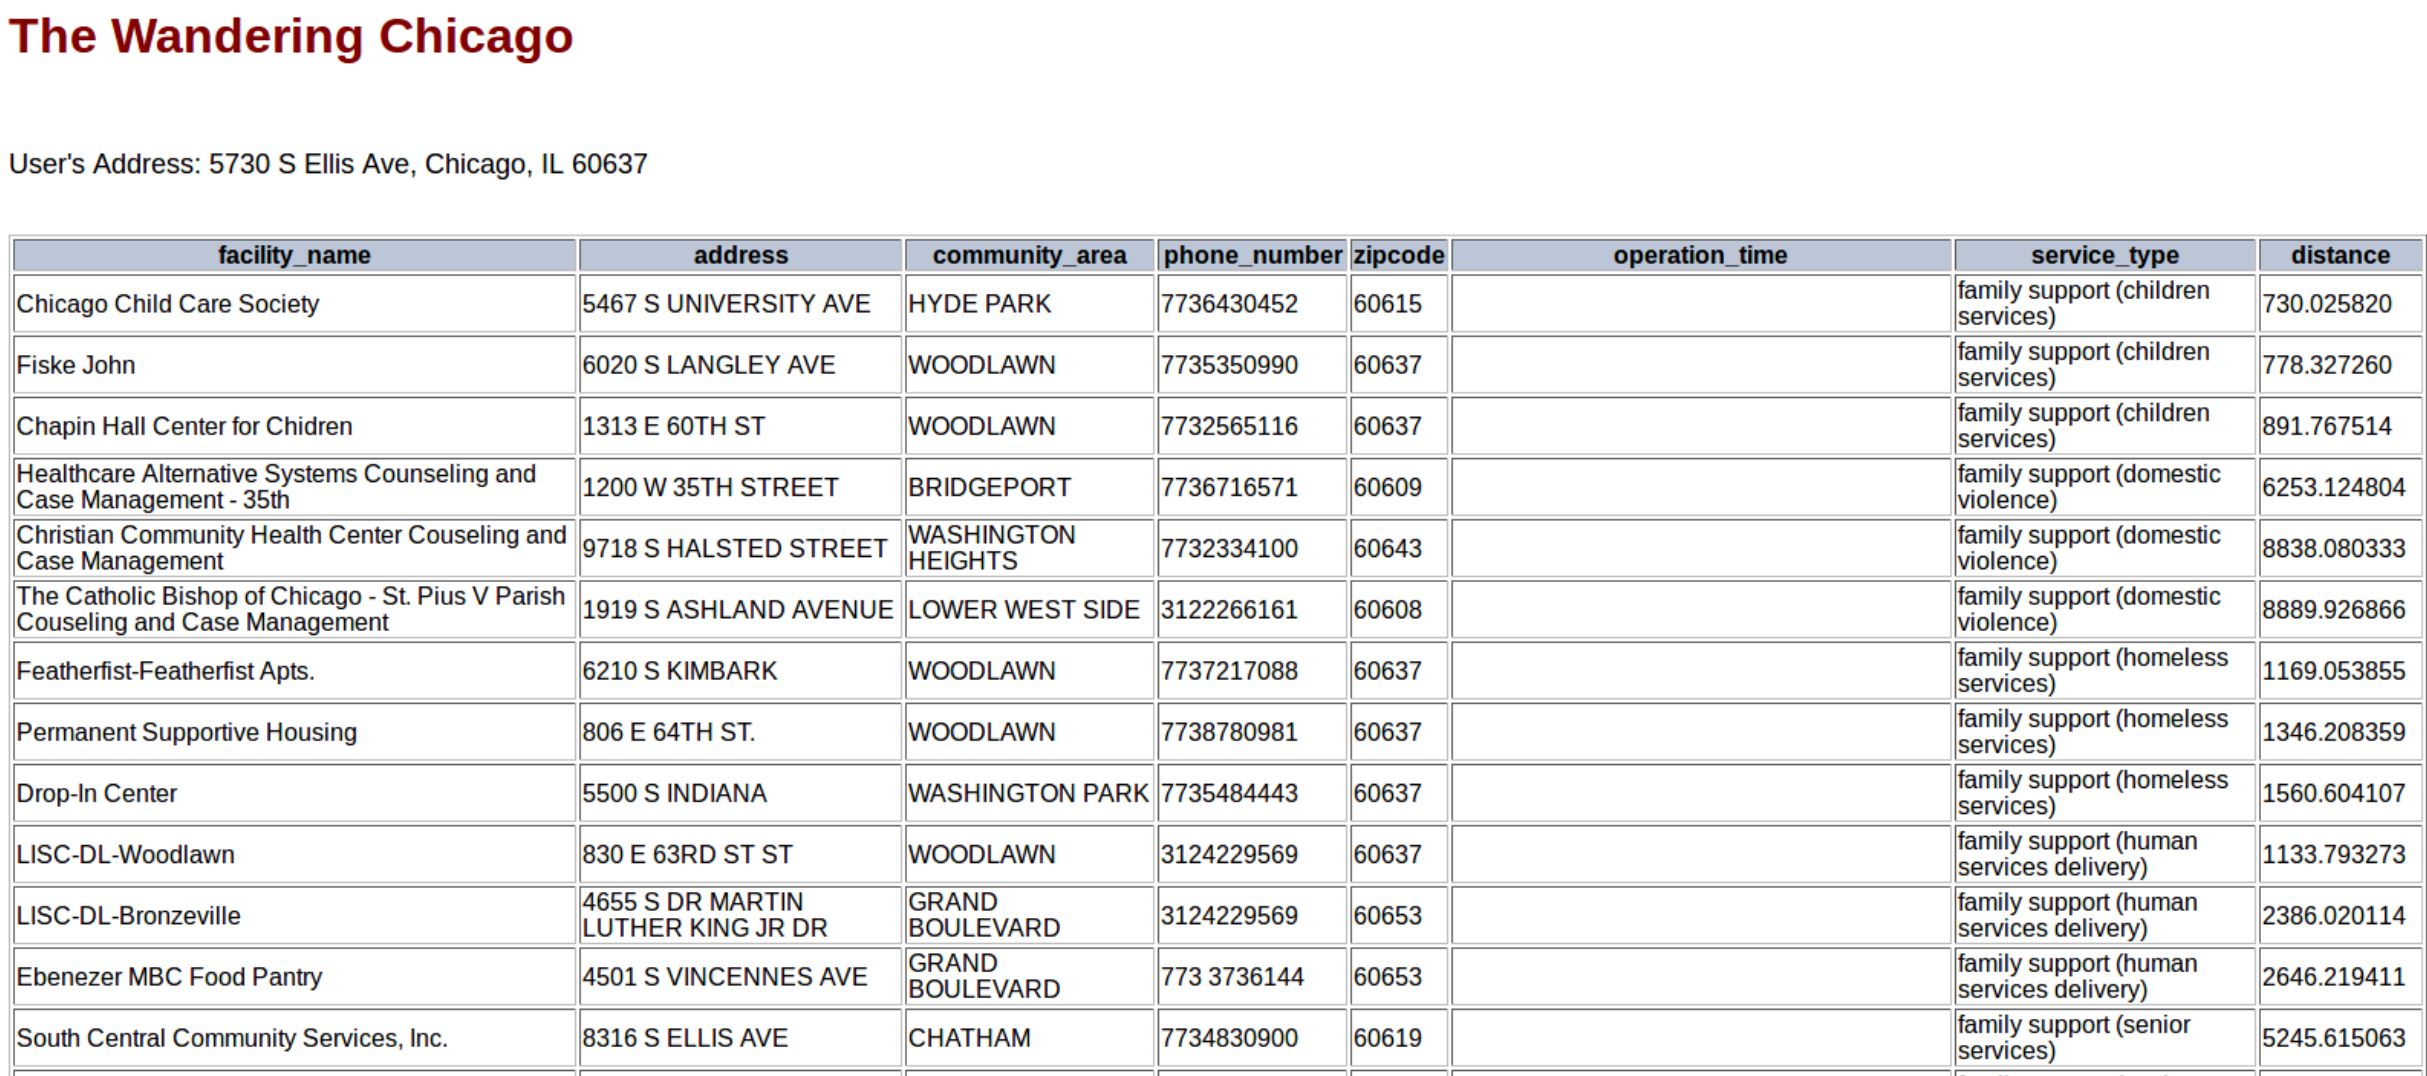 The Wandering Chicago
User's Address: 5730 S Ellis Ave, Chicago, IL 60637
facility_name address community_area phone_number zipcode operation_time service_type distance
Chicago Child Care Society 5467 S UNIVERSITY AVE HYDE PARK 7736430452 60615 family support (children services) 730.025820
Fiske John 6020 S LANGLEY AVE WOODLAWN 7735350990 60637 family support (children services) 778.327260
Chapin Hall Center for Chidren 1313 E 60TH ST WOODLAWN 7732565116 60637 family support (children services) 891.767514
Healthcare Alternative Systems Counseling and Case Management - 35th 1200 W 35TH STREET BRIDGEPORT 7736716571 60609 family support (domestic violence) 6253.124804
Christian Community Health Center Couseling and Case Management 9718 S HALSTED STREET WASHINGTON HEIGHTS 7732334100 60643 family support (domestic violence) 8838.080333
The Catholic Bishop of Chicago - St. Pius V Parish Couseling and Case Management 1919 S ASHLAND AVENUE LOWER WEST SIDE 3122266161 60608 family support (domestic violence) 8889.926866
Featherfist-Featherfist Apts. 6210 S KIMBARK WOODLAWN 7737217088 60637 family support (homeless services) 1169.053855
Permanent Supportive Housing 806 E 64TH ST. WOODLAWN 7738780981 60637 family support (homeless services) 1346.208359
Drop-In Center 5500 S INDIANA WASHINGTON PARK 7735484443 60637 family support (homeless services) 1560.604107
LISC-DL-Woodlawn 830 E 63RD ST ST WOODLAWN 3124229569 60637 family support (human services delivery) 1133.793273
LISC-DL-Bronzeville 4655 S DR MARTIN LUTHER KING JR DR GRAND BOULEVARD 3124229569 60653 family support (human services delivery) 2386.020114
Ebenezer MBC Food Pantry 4501 S VINCENNES AVE GRAND BOULEVARD 773 3736144 60653 family support (human services delivery) 2646.219411
South Central Community Services, Inc. 8316 S ELLIS AVE CHATHAM 7734830900 60619 family support (senior services) 5245.615063